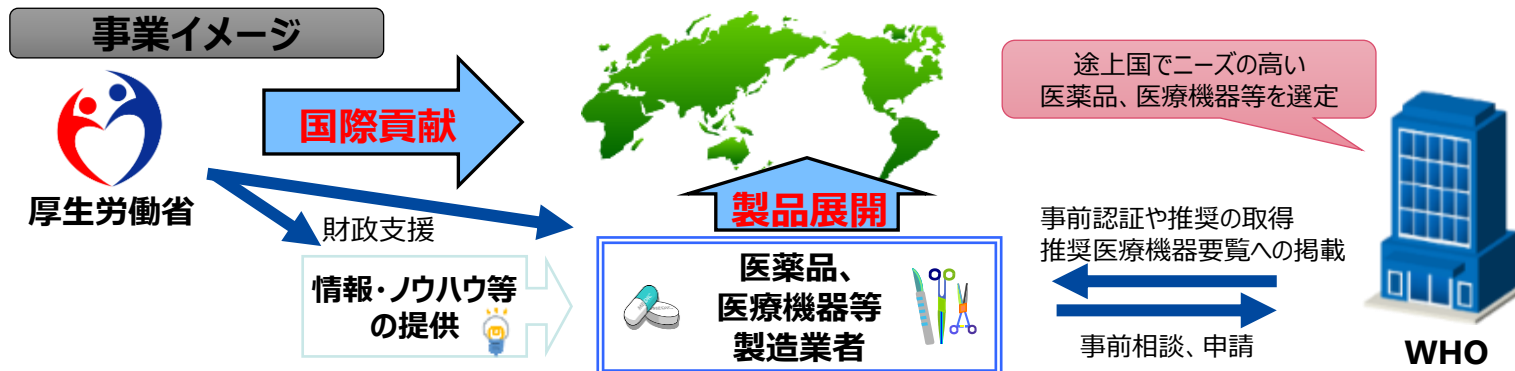 事業イメージ
厚生労働省
国際貢献
財政支援
情報・ノウハウ等
の提供
製品展開
医薬品、
医療機器等
製造業者
途上国でニーズの高い
医薬品、医療機器等を選定
事前認証や推奨の取得
推奨医療機器要覧への掲載
事前相談、申請
WHO